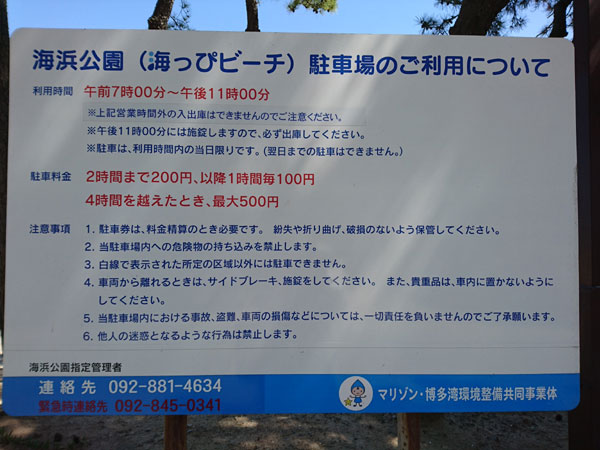 海浜公園（海っぴビーチ）駐車場のご利用について
利用時間 午前7時00分～午後11時00分
※上記営業時間外の入出庫はできませんのでご注意ください。
※午後11時00分には施錠しますので、必ず出庫してください。
※駐車は、利用時間内の当日限りです。（翌日までの駐車はできません。）
駐車料金 2時間まで200円、以降1時間毎100円
4時間を越えたとき、最大500円
注意事項 1. 駐車券は、料金精算のとき必要です。 紛失や折り曲げ、破損のないよう保管してください。
2. 当駐車場内への危険物の持ち込みを禁止します。
3. 白線で表示された所定の区域以外には駐車できません。
4. 車両から離れるときは、サイドブレーキ、施錠をしてください。 また、貴重品は、車内に置かないように
してください。
5. 当駐車場内における事故、盗難、車両の損傷などについては、一切責任を負いませんのでご了承願います。
6. 他人の迷惑となるような行為は禁止します。
海浜公園指定管理者
連絡先 092-881-4634
緊急時連絡先 092-845-0341
マリゾン・博多湾環境整備共同事業体